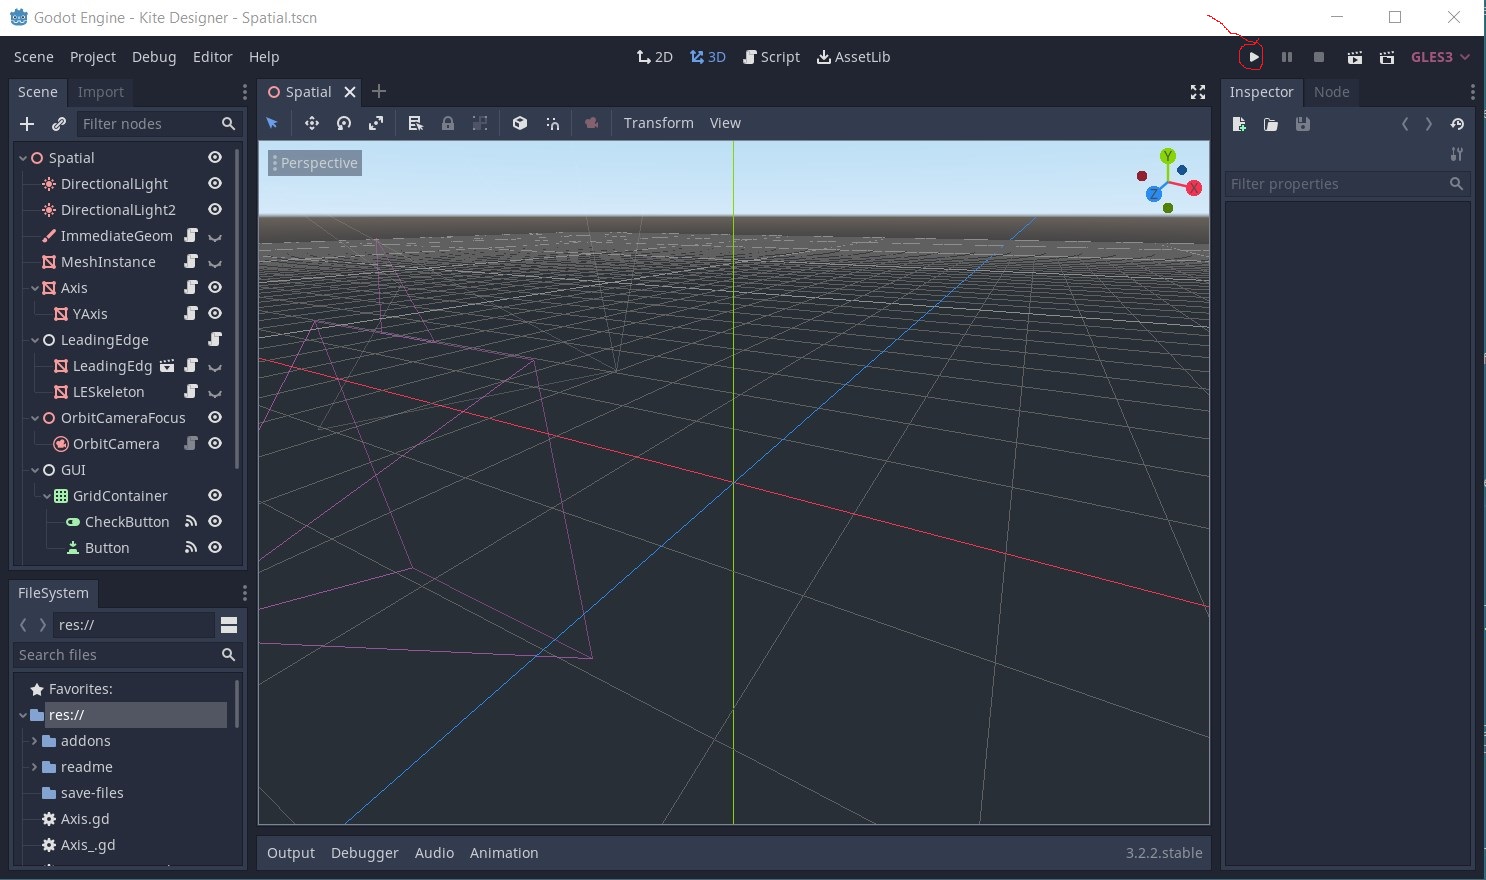 Godot Engine - Kite Designer - Spatial.tscn
Scene Project Debug Editor Help 2D 3D Script AssetLib GLES3
Scene Import
Spatial
Inspector Node
Filter nodes
Transform View
Perspective
Y
X
Z
Filter properties
Spatial
DirectionalLight
DirectionalLight2
ImmediateGeom
MeshInstance
Axis
YAxis
LeadingEdge
LeadingEdg
LESkeleton
OrbitCameraFocus
OrbitCamera
GUI
GridContainer
CheckButton
Button
FileSystem
res://
Search files
Favorites:
res://
addons
readme
save-files
Axis.gd
Axis_.gd
Output Debugger Audio Animation 3.2.2.stable